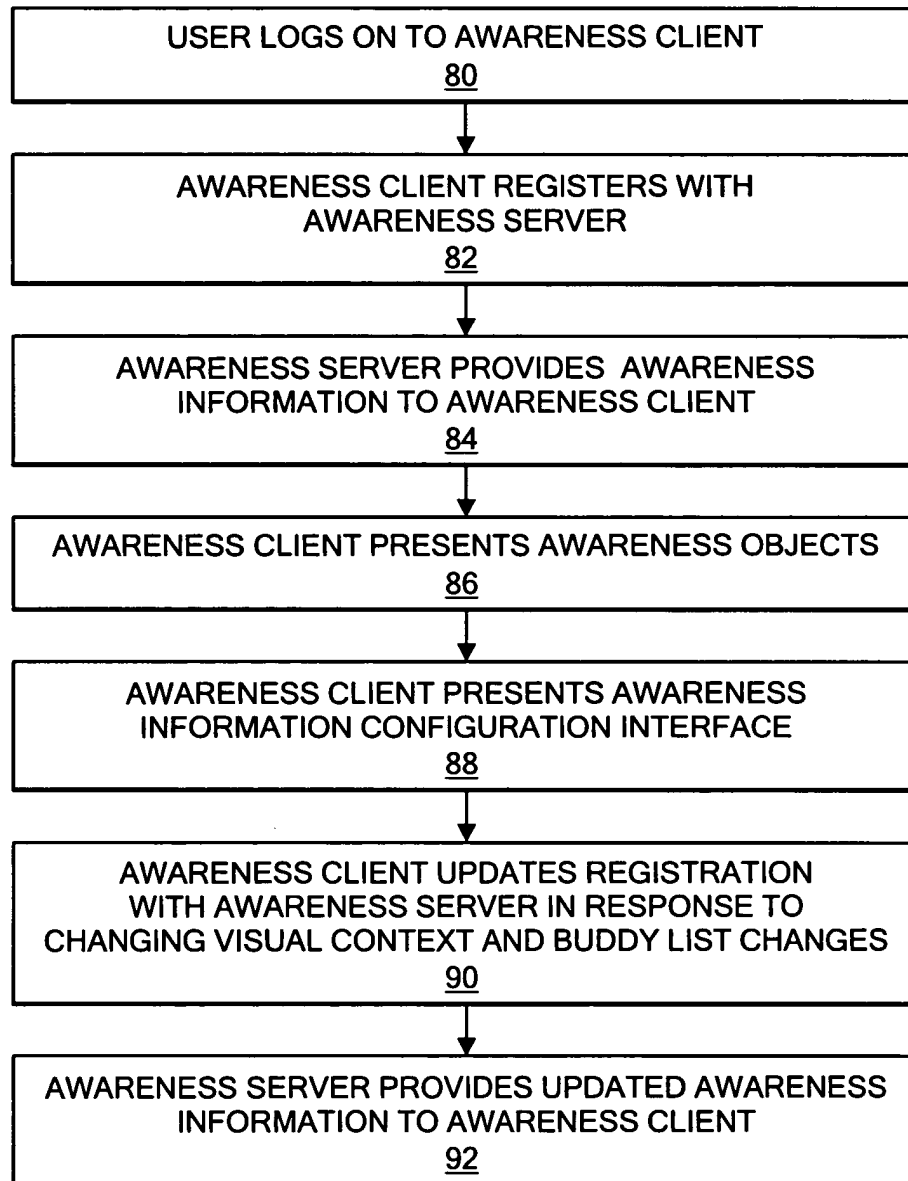 USER LOGS ON TO AWARENESS CLIENT
80
AWARENESS CLIENT REGISTERS WITH
AWARENESS SERVER
82
AWARENESS SERVER PROVIDES AWARENESS
INFORMATION TO AWARENESS CLIENT
84
AWARENESS CLIENT PRESENTS AWARENESS OBJECTS
86
AWARENESS CLIENT PRESENTS AWARENESS
INFORMATION CONFIGURATION INTERFACE
88
AWARENESS CLIENT UPDATES REGISTRATION
WITH AWARENESS SERVER IN RESPONSE TO
CHANGING VISUAL CONTEXT AND BUDDY LIST CHANGES
90
AWARENESS SERVER PROVIDES UPDATED AWARENESS
INFORMATION TO AWARENESS CLIENT
92